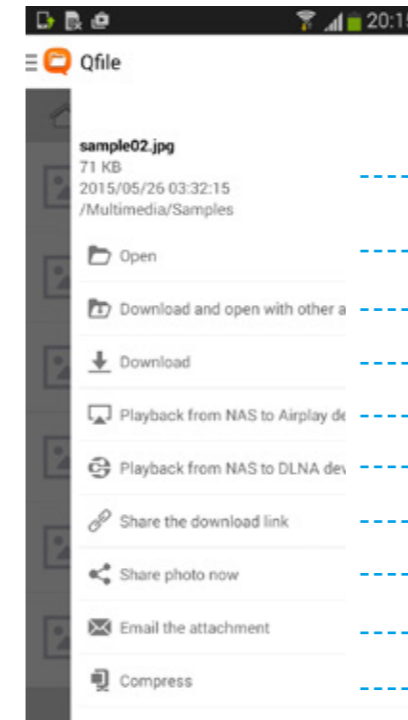 20:15
Qfile
sample02.jpg
71 KB
2015/05/26 03:32:15
/Multimedia/Samples
Open
Download and open with other a
Download
Playback from NAS to Airplay de
Playback from NAS to DLNA dev
Share the download link
Share photo now
Email the attachment
Compress